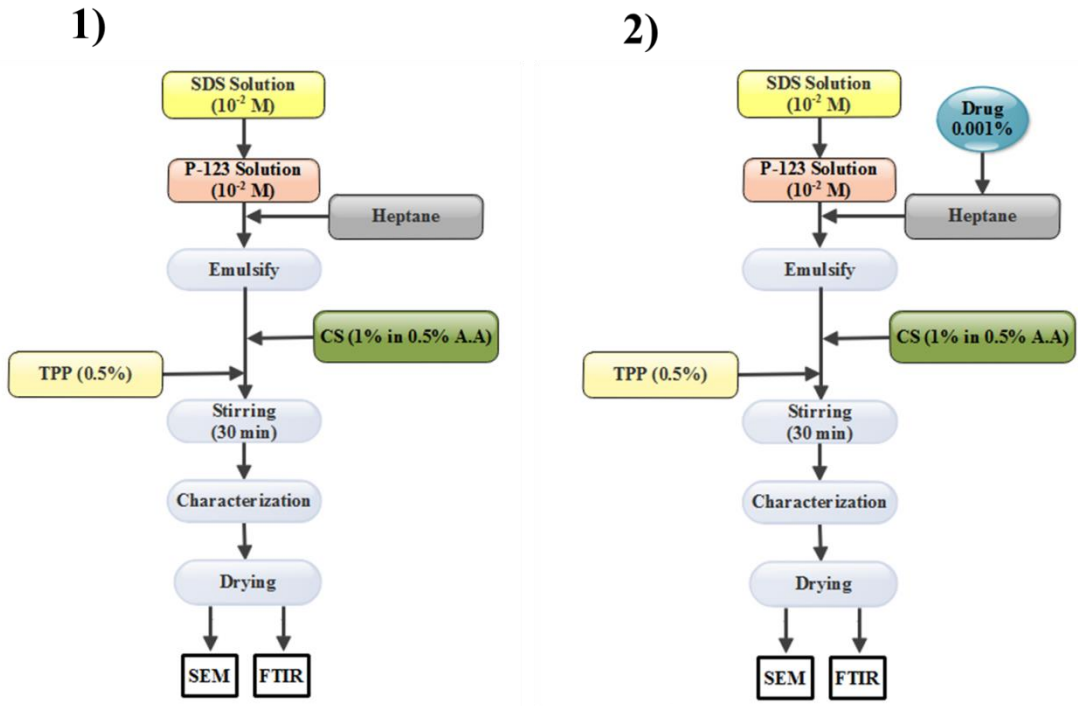 1)
SDS Solution
(10⁻² M)
P-123 Solution
(10⁻² M)
Heptane
Emulsify
CS (1% in 0.5% A.A)
TPP (0.5%)
Stirring
(30 min)
Characterization
Drying
SEM
FTIR
2)
SDS Solution
(10⁻² M)
Drug
0.001%
P-123 Solution
(10⁻² M)
Heptane
Emulsify
CS (1% in 0.5% A.A)
TPP (0.5%)
Stirring
(30 min)
Characterization
Drying
SEM
FTIR